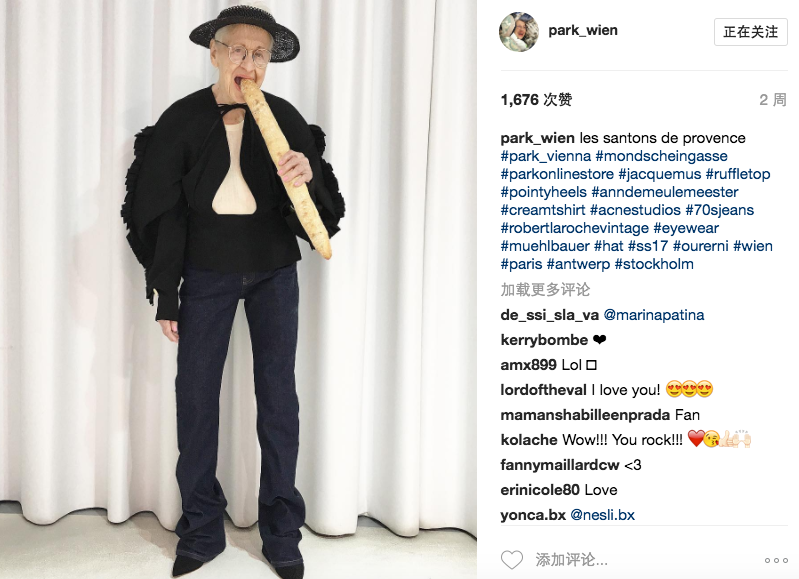 park_wien
正在关注
1,676 次赞
2 周
park_wien les santons de provence
#park_vienna #mondscheingasse
#parkonlinestore #jacquemus #ruffletop
#pointyheels #anndemeulemeester
#creamtshirt #acnestudios #70sjeans
#robertlarochevintage #eyewear
#muehlbauer #hat #ss17 #ourerni #wien
#paris #antwerp #stockholm
加载更多评论
de_ssi_sla_va @marinapatina
kerrybombe ❤
amx899 Lol □
lordoftheval I love you! 😍😍😍
mamanshabilleenprada Fan
kolache Wow!!! You rock!!! ❤️😘👍🏻🙌🏻
fannymaillardcw <3
erinicole80 Love
yonca.bx @nesli.bx
添加评论...